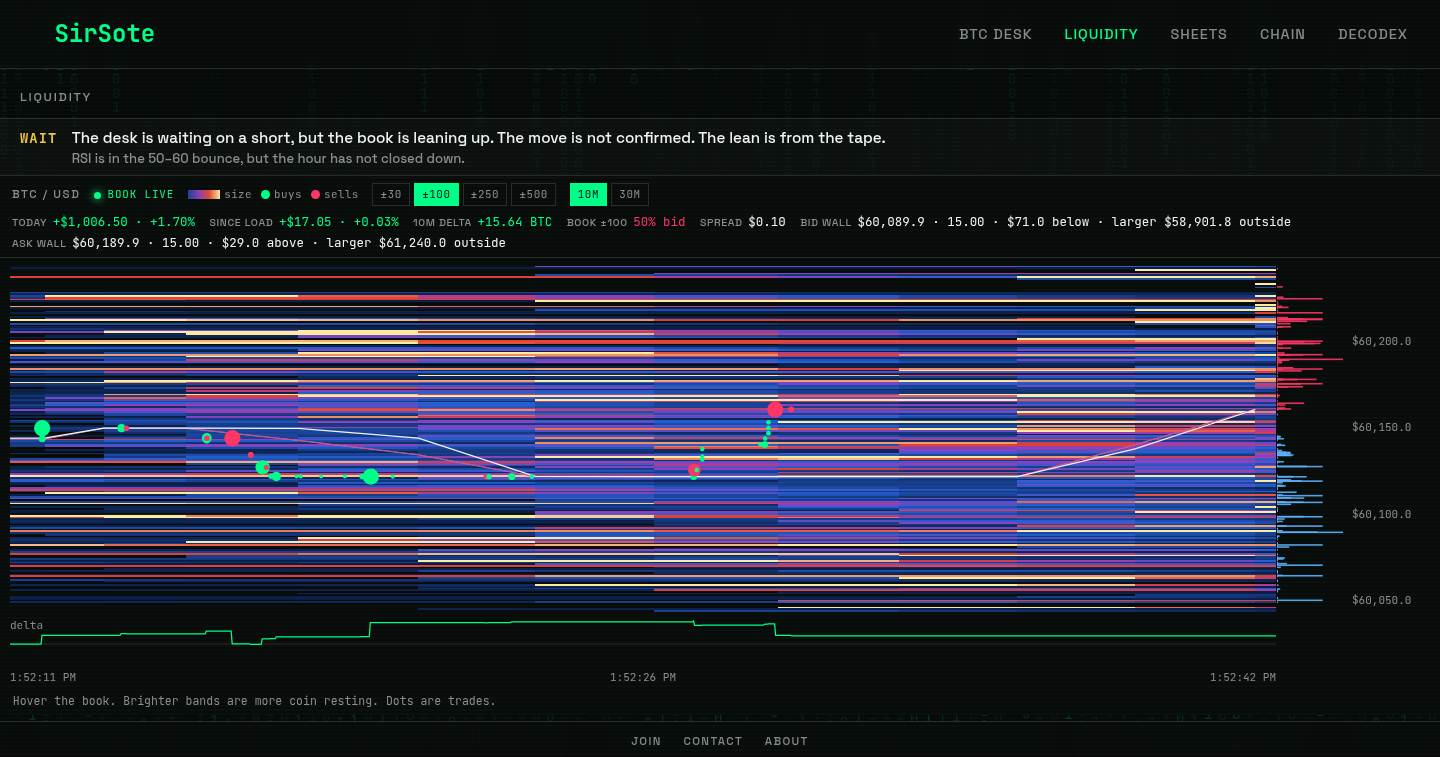 SirSote
BTC DESK LIQUIDITY SHEETS CHAIN DECODEX
LIQUIDITY
WAIT The desk is waiting on a short, but the book is leaning up. The move is not confirmed. The lean is from the tape.
RSI is in the 50–60 bounce, but the hour has not closed down.
BTC / USD BOOK LIVE size buys sells ±30 ±100 ±250 ±500 10M 30M
TODAY +$1,006.50 · +1.70% SINCE LOAD +$17.05 · +0.03% 10M DELTA +15.64 BTC BOOK ±100 50% bid SPREAD $0.10 BID WALL $60,089.9 · 15.00 · $71.0 below · larger $58,901.8 outside
ASK WALL $60,189.9 · 15.00 · $29.0 above · larger $61,240.0 outside
$60,200.0
$60,150.0
$60,100.0
$60,050.0
delta
1:52:11 PM 1:52:26 PM 1:52:42 PM
Hover the book. Brighter bands are more coin resting. Dots are trades.
JOIN CONTACT ABOUT